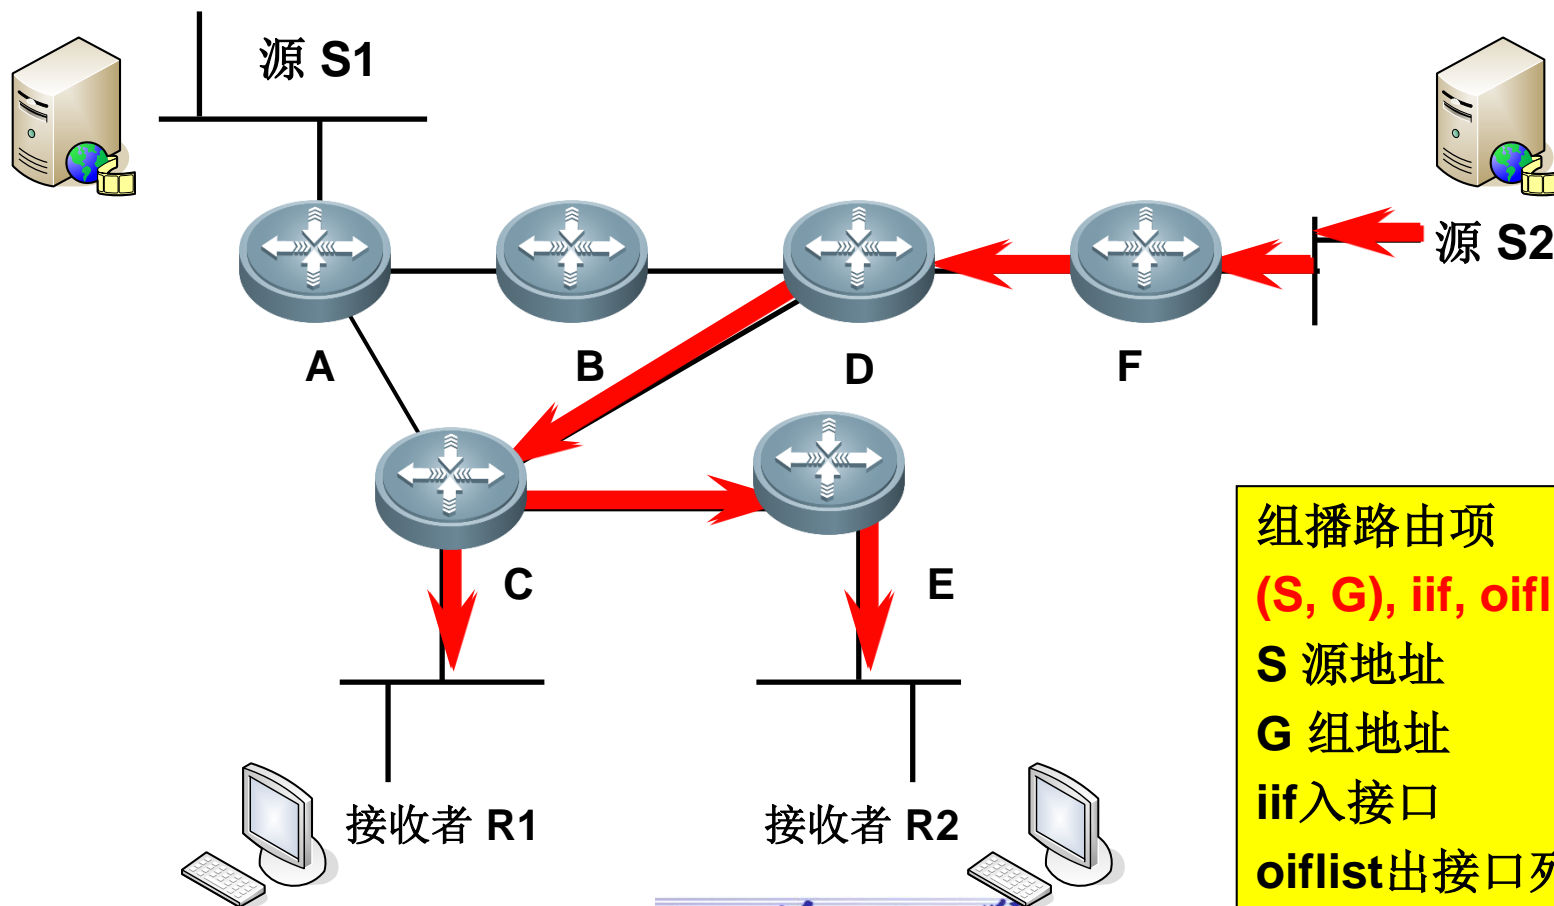 源 S1
源 S2
A
B
D
F
C
E
接收者 R1
接收者 R2
组播路由项
(S, G), iif, oifl
S 源地址
G 组地址
iif入接口
oiflist出接口列